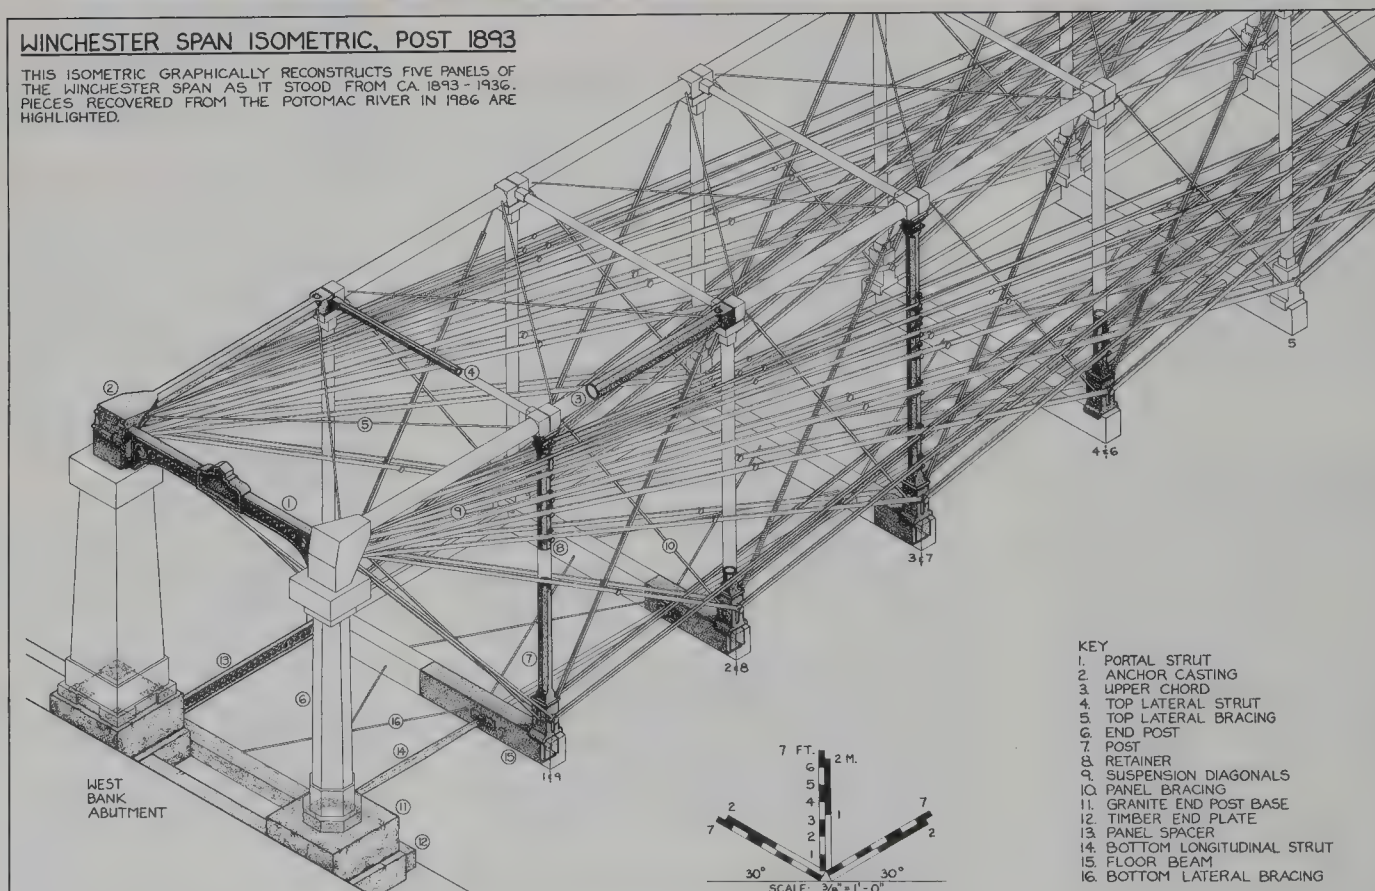 WINCHESTER SPAN ISOMETRIC, POST 1893
THIS ISOMETRIC GRAPHICALLY RECONSTRUCTS FIVE PANELS OF
THE WINCHESTER SPAN AS IT STOOD FROM CA. 1893 - 1936.
PIECES RECOVERED FROM THE POTOMAC RIVER IN 1986 ARE
HIGHLIGHTED.
2
4
3
5
1
9
8
10
7
13
6
16
14
15
11
12
5
4&6
3&7
2&8
1&9
WEST
BANK
ABUTMENT
7 FT.
6
5
4
3
2
1
2 M.
1
2
7
7
2
30°
30°
SCALE: 3/16" = 1'-0"
KEY
1. PORTAL STRUT
2. ANCHOR CASTING
3. UPPER CHORD
4. TOP LATERAL STRUT
5. TOP LATERAL BRACING
6. END POST
7. POST
8. RETAINER
9. SUSPENSION DIAGONALS
10. PANEL BRACING
11. GRANITE END POST BASE
12. TIMBER END PLATE
13. PANEL SPACER
14. BOTTOM LONGITUDINAL STRUT
15. FLOOR BEAM
16. BOTTOM LATERAL BRACING